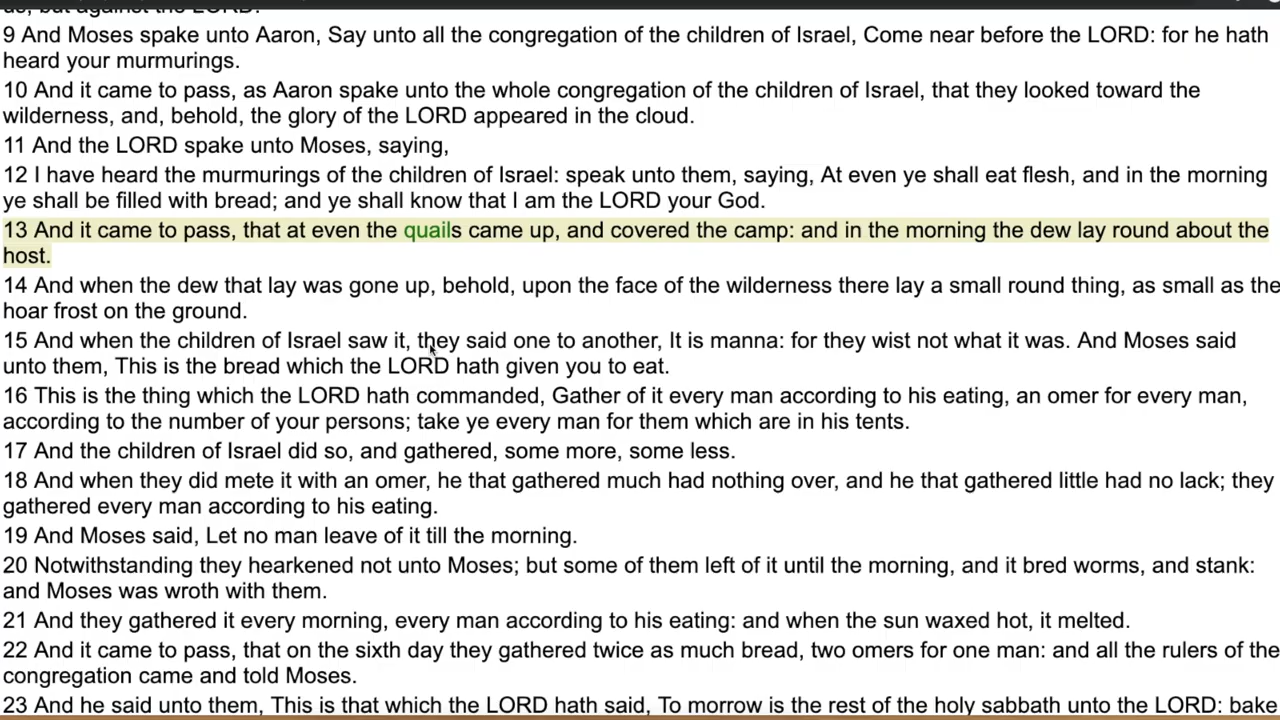 us, but against the LORD.
9 And Moses spake unto Aaron, Say unto all the congregation of the children of Israel, Come near before the LORD: for he hath
heard your murmurings.
10 And it came to pass, as Aaron spake unto the whole congregation of the children of Israel, that they looked toward the
wilderness, and, behold, the glory of the LORD appeared in the cloud.
11 And the LORD spake unto Moses, saying,
12 I have heard the murmurings of the children of Israel: speak unto them, saying, At even ye shall eat flesh, and in the morning
ye shall be filled with bread; and ye shall know that I am the LORD your God.
13 And it came to pass, that at even the quails came up, and covered the camp: and in the morning the dew lay round about the
host.
14 And when the dew that lay was gone up, behold, upon the face of the wilderness there lay a small round thing, as small as the
hoar frost on the ground.
15 And when the children of Israel saw it, they said one to another, It is manna: for they wist not what it was. And Moses said
unto them, This is the bread which the LORD hath given you to eat.
16 This is the thing which the LORD hath commanded, Gather of it every man according to his eating, an omer for every man,
according to the number of your persons; take ye every man for them which are in his tents.
17 And the children of Israel did so, and gathered, some more, some less.
18 And when they did mete it with an omer, he that gathered much had nothing over, and he that gathered little had no lack; they
gathered every man according to his eating.
19 And Moses said, Let no man leave of it till the morning.
20 Notwithstanding they hearkened not unto Moses; but some of them left of it until the morning, and it bred worms, and stank:
and Moses was wroth with them.
21 And they gathered it every morning, every man according to his eating: and when the sun waxed hot, it melted.
22 And it came to pass, that on the sixth day they gathered twice as much bread, two omers for one man: and all the rulers of the
congregation came and told Moses.
23 And he said unto them, This is that which the LORD hath said, To morrow is the rest of the holy sabbath unto the LORD: bake